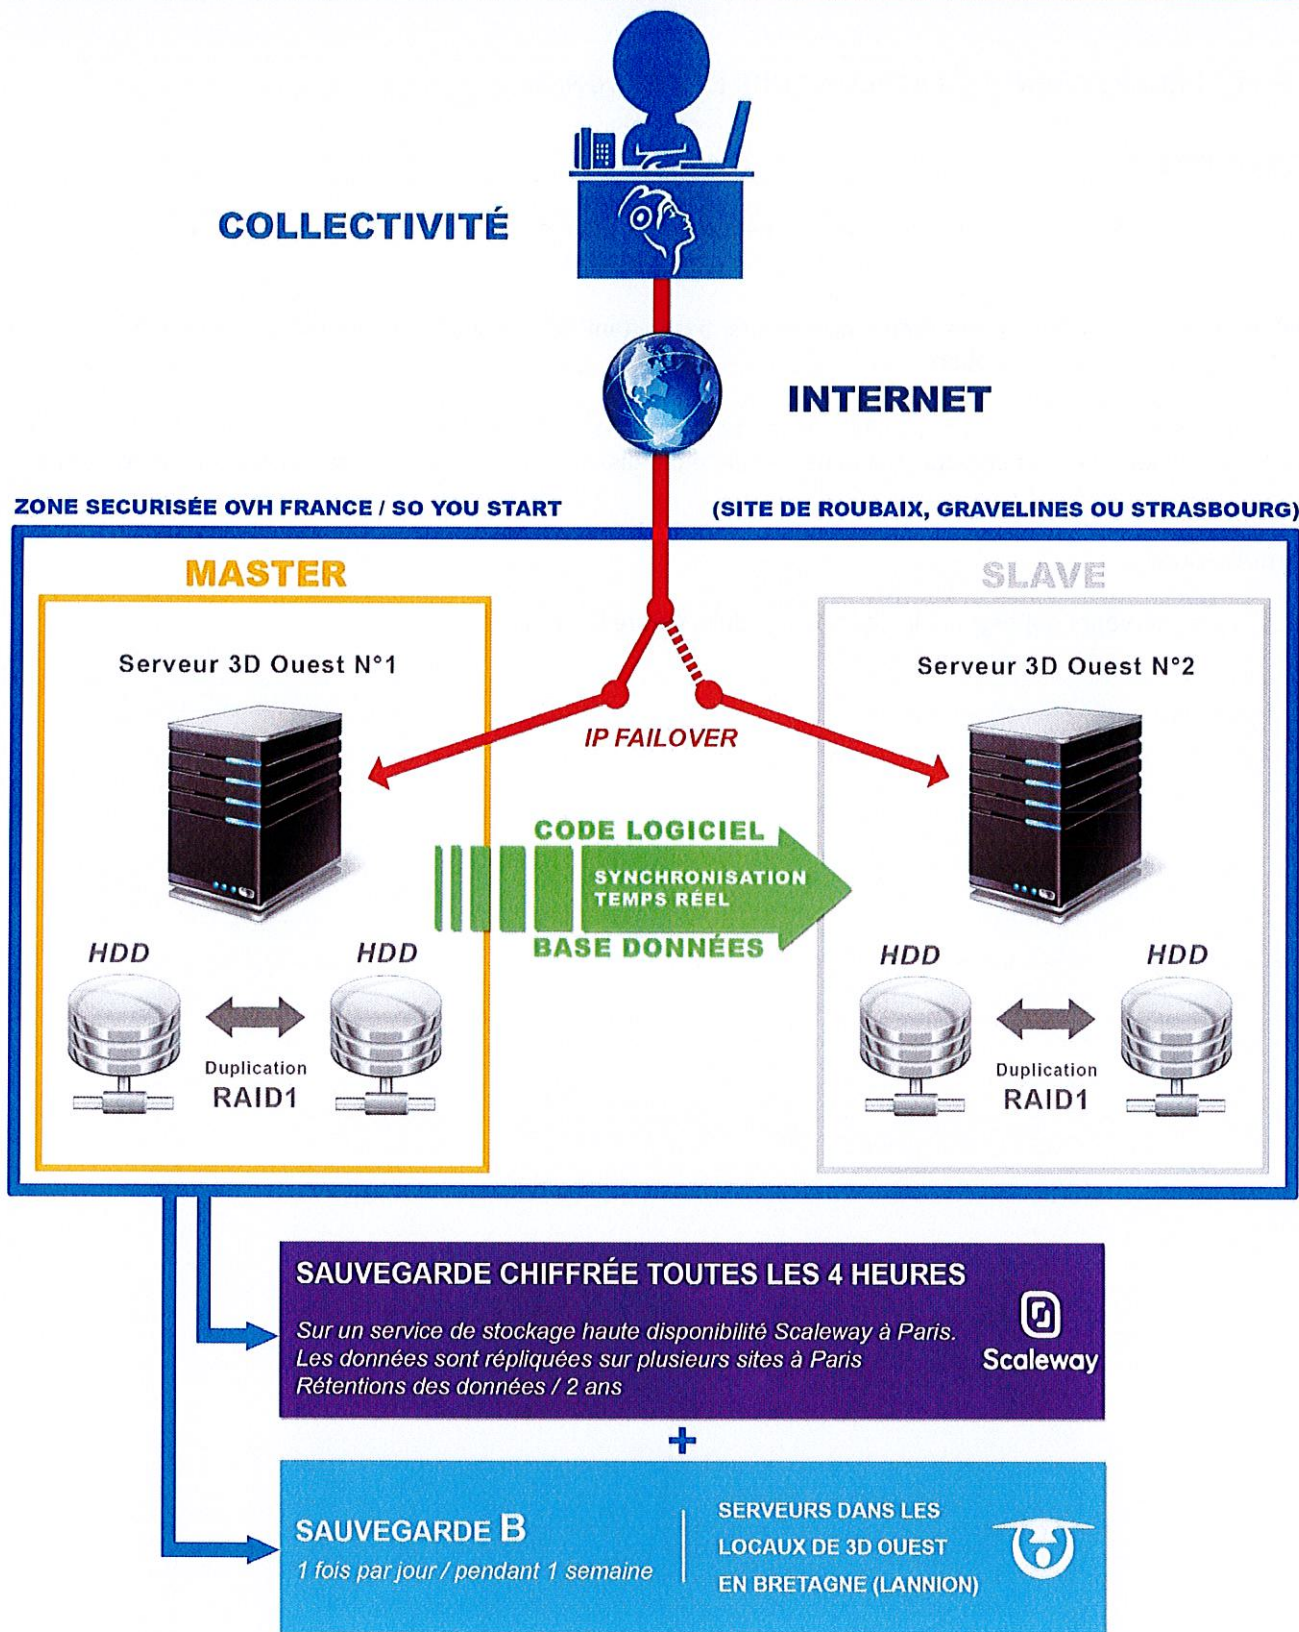 COLLECTIVITÉ
INTERNET
ZONE SECURISÉE OVH FRANCE / SO YOU START
(SITE DE ROUBAIX, GRAVELINES OU STRASBOURG)
MASTER
SLAVE
Serveur 3D Ouest N°1
Serveur 3D Ouest N°2
IP FAILOVER
CODE LOGICIEL
SYNCHRONISATION
TEMPS RÉEL
BASE DONNÉES
HDD
HDD
Duplication
RAID1
HDD
HDD
Duplication
RAID1
SAUVEGARDE CHIFFRÉE TOUTES LES 4 HEURES
Sur un service de stockage haute disponibilité Scaleway à Paris.
Les données sont répliquées sur plusieurs sites à Paris
Rétentions des données / 2 ans
Scaleway
+
SAUVEGARDE B
1 fois par jour / pendant 1 semaine
SERVEURS DANS LES
LOCAUX DE 3D OUEST
EN BRETAGNE (LANNION)